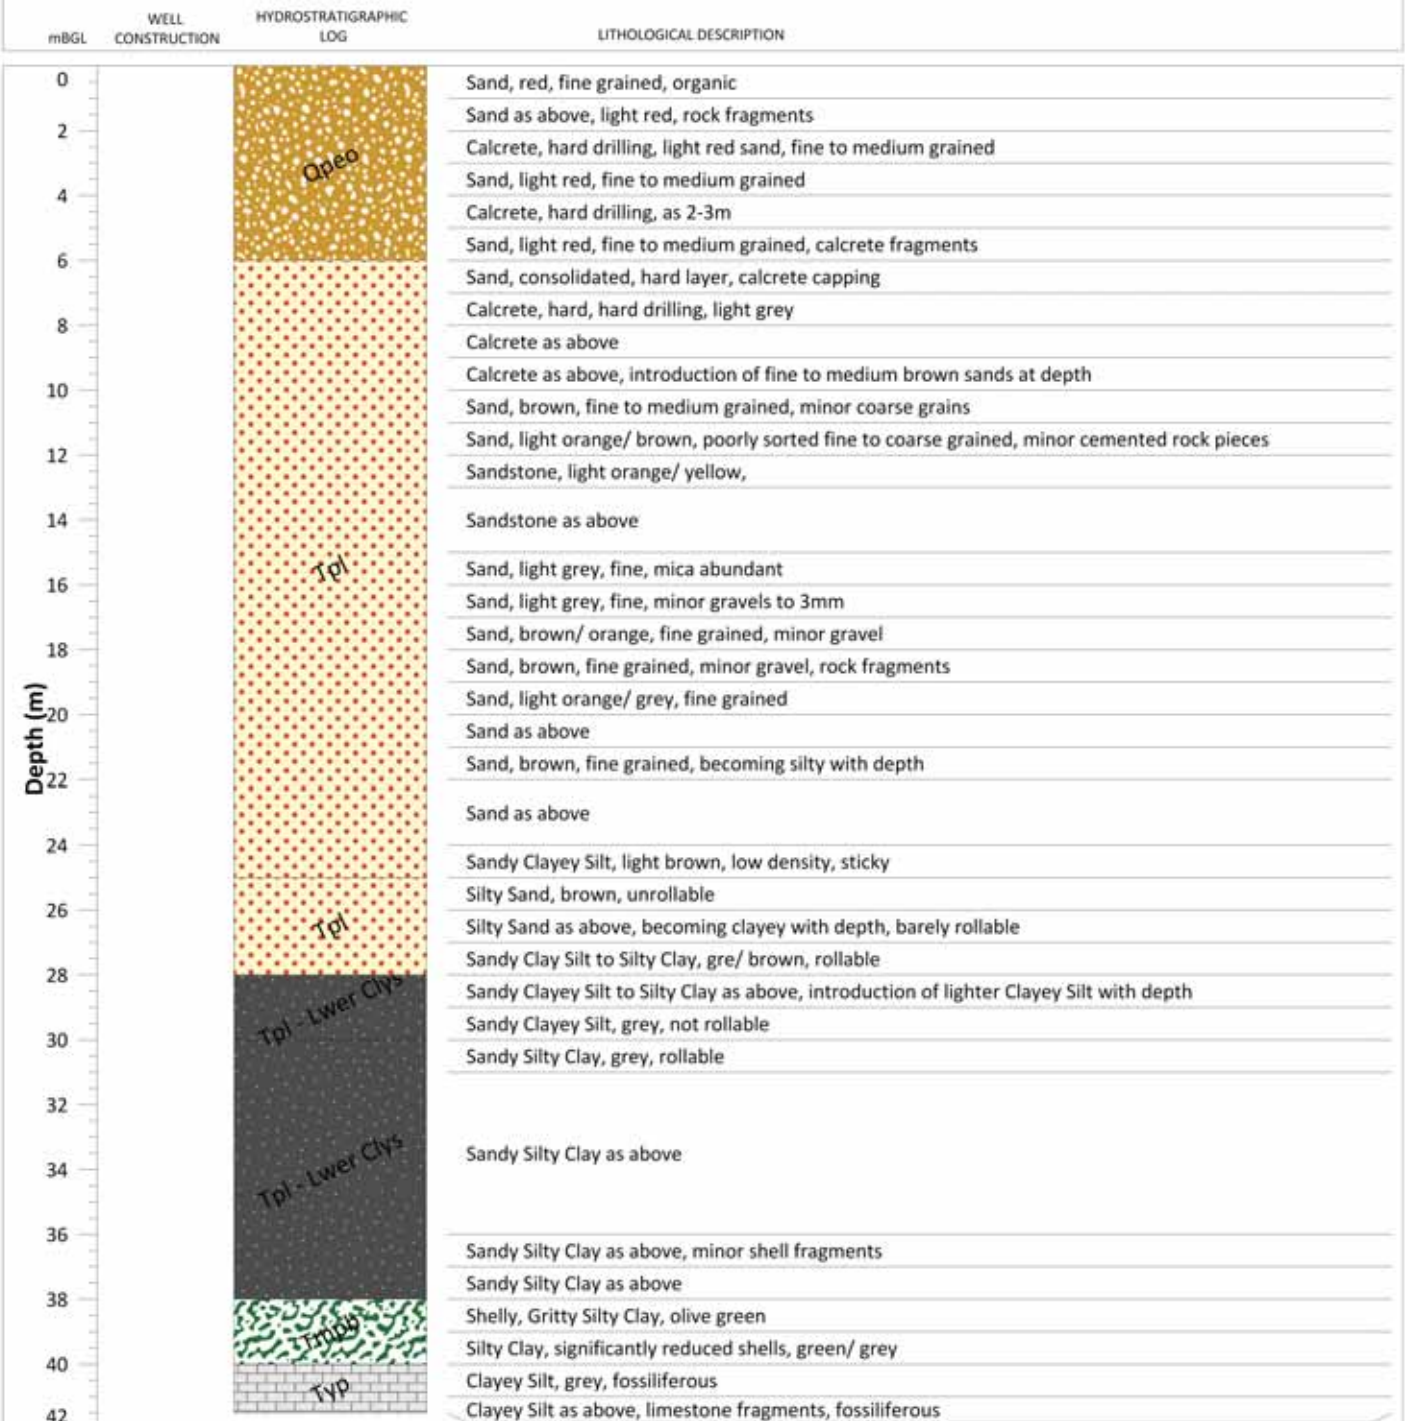 WELL
CONSTRUCTION
HYDROSTRATIGRAPHIC
LOG
mBGL
LITHOLOGICAL DESCRIPTION
Depth (m)
0
Sand, red, fine grained, organic
Sand as above, light red, rock fragments
2
Calcrete, hard drilling, light red sand, fine to medium grained
Qpeo
Sand, light red, fine to medium grained
4
Calcrete, hard drilling, as 2-3m
Sand, light red, fine to medium grained, calcrete fragments
6
Sand, consolidated, hard layer, calcrete capping
Calcrete, hard, hard drilling, light grey
8
Calcrete as above
Calcrete as above, introduction of fine to medium brown sands at depth
10
Sand, brown, fine to medium grained, minor coarse grains
Sand, light orange/ brown, poorly sorted fine to coarse grained, minor cemented rock pieces
12
Sandstone, light orange/ yellow,
14
Sandstone as above
Tpl
Sand, light grey, fine, mica abundant
16
Sand, light grey, fine, minor gravels to 3mm
Sand, brown/ orange, fine grained, minor gravel
18
Sand, brown, fine grained, minor gravel, rock fragments
Sand, light orange/ grey, fine grained
20
Sand as above
Sand, brown, fine grained, becoming silty with depth
22
Sand as above
24
Sandy Clayey Silt, light brown, low density, sticky
Silty Sand, brown, unrollable
26
Tpl
Silty Sand as above, becoming clayey with depth, barely rollable
Sandy Clay Silt to Silty Clay, gre/ brown, rollable
28
Tpl - Lwer Clys
Sandy Clayey Silt to Silty Clay as above, introduction of lighter Clayey Silt with depth
Sandy Clayey Silt, grey, not rollable
30
Sandy Silty Clay, grey, rollable
32
Tpl - Lwer Clys
Sandy Silty Clay as above
34
36
Sandy Silty Clay as above, minor shell fragments
Sandy Silty Clay as above
38
Shelly, Gritty Silty Clay, olive green
Tmpb
Silty Clay, significantly reduced shells, green/ grey
40
Typ
Clayey Silt, grey, fossiliferous
42
Clayey Silt as above, limestone fragments, fossiliferous